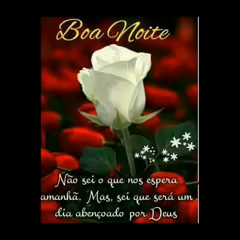 Boa Noite
Não sei o que nos espera
amanhã. Mas, sei que será um
dia abençoado por Deus